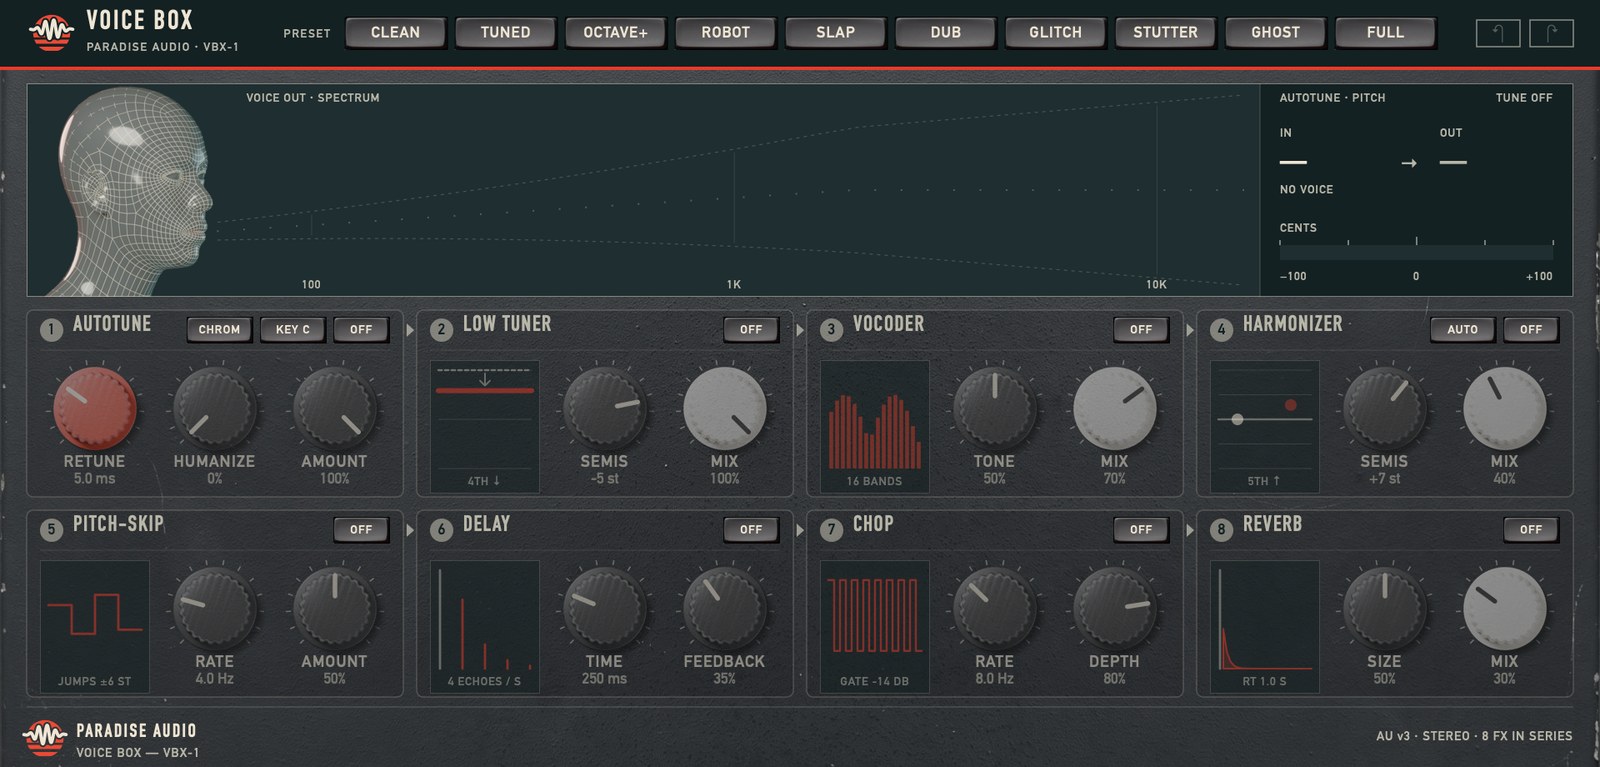 VOICE BOX
PARADISE AUDIO · VBX-1
PRESET
CLEAN
TUNED
OCTAVE+
ROBOT
SLAP
DUB
GLITCH
STUTTER
GHOST
FULL
VOICE OUT · SPECTRUM
100
1K
10K
AUTOTUNE · PITCH
TUNE OFF
IN
OUT
→
NO VOICE
CENTS
−100
0
+100
1
AUTOTUNE
CHROM
KEY C
OFF
RETUNE
5.0 ms
HUMANIZE
0%
AMOUNT
100%
2
LOW TUNER
OFF
4TH ↓
SEMIS
-5 st
MIX
100%
3
VOCODER
OFF
16 BANDS
TONE
50%
MIX
70%
4
HARMONIZER
AUTO
OFF
5TH ↑
SEMIS
+7 st
MIX
40%
5
PITCH-SKIP
OFF
JUMPS ±6 ST
RATE
4.0 Hz
AMOUNT
50%
6
DELAY
OFF
4 ECHOES / S
TIME
250 ms
FEEDBACK
35%
7
CHOP
OFF
GATE -14 DB
RATE
8.0 Hz
DEPTH
80%
8
REVERB
OFF
RT 1.0 S
SIZE
50%
MIX
30%
PARADISE AUDIO
VOICE BOX — VBX-1
AU v3 · STEREO · 8 FX IN SERIES